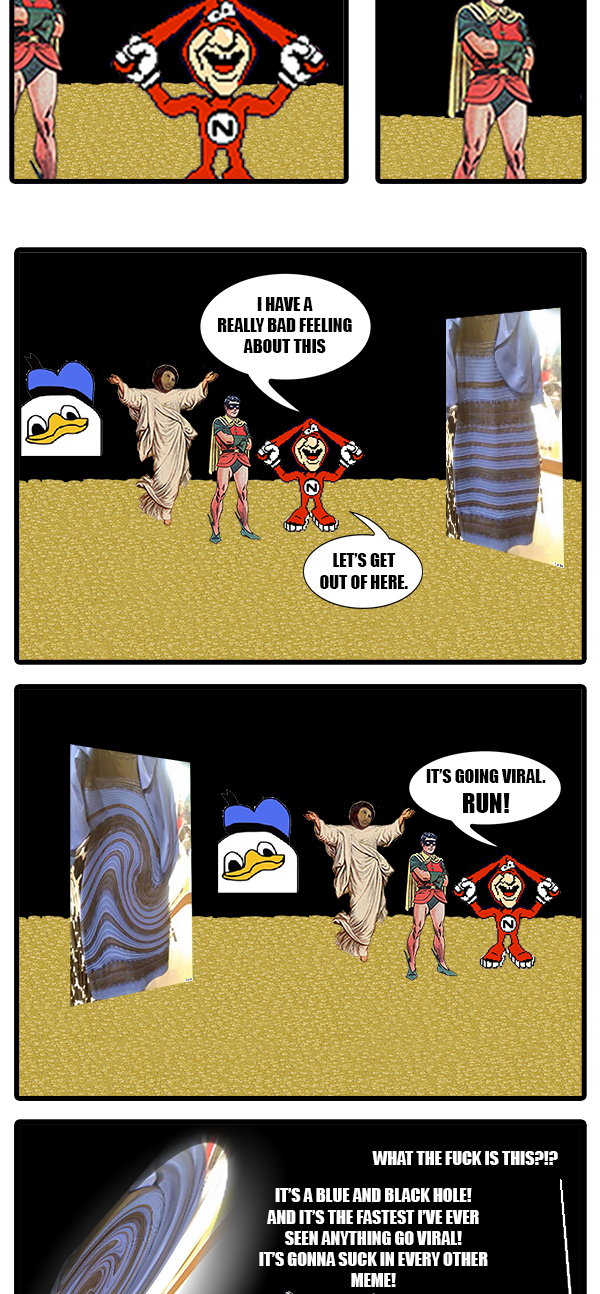 N
I HAVE A
REALLY BAD FEELING
ABOUT THIS
N
LET'S GET
OUT OF HERE.
IT'S GOING VIRAL.
RUN!
N
WHAT THE FUCK IS THIS?!?
IT'S A BLUE AND BLACK HOLE!
AND IT'S THE FASTEST I'VE EVER
SEEN ANYTHING GO VIRAL!
IT'S GONNA SUCK IN EVERY OTHER
MEME!